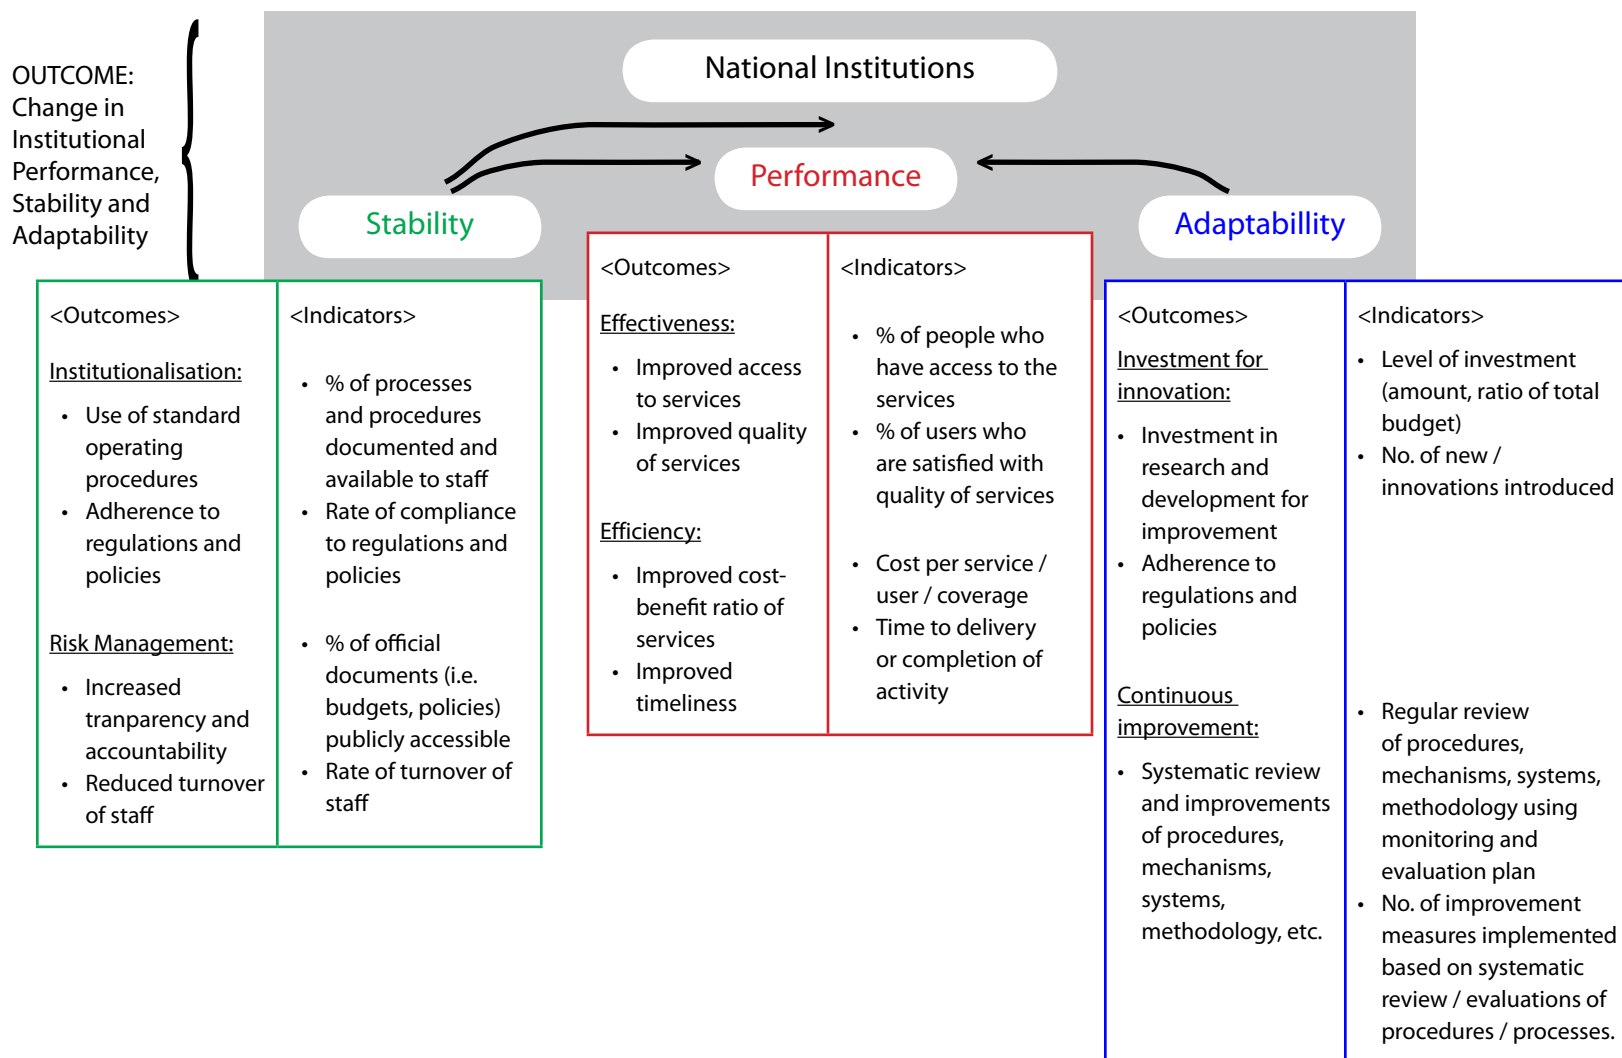 OUTCOME:
Change in
Institutional
Performance,
Stability and
Adaptability
National Institutions
Performance
Stability
Adaptabillity
<Outcomes>
Institutionalisation:
• Use of standard
operating
procedures
• Adherence to
regulations and
policies
Risk Management:
• Increased
tranparency and
accountability
• Reduced turnover
of staff
<Indicators>
• % of processes
and procedures
documented and
available to staff
• Rate of compliance
to regulations and
policies
• % of official
documents (i.e.
budgets, policies)
publicly accessible
• Rate of turnover of
staff
<Outcomes>
Effectiveness:
• Improved access
to services
• Improved quality
of services
Efficiency:
• Improved cost-
benefit ratio of
services
• Improved
timeliness
<Indicators>
• % of people who
have access to the
services
• % of users who
are satisfied with
quality of services
• Cost per service /
user / coverage
• Time to delivery
or completion of
activity
<Outcomes>
Investment for
innovation:
• Investment in
research and
development for
improvement
• Adherence to
regulations and
policies
Continuous
improvement:
• Systematic review
and improvements
of procedures,
mechanisms,
systems,
methodology, etc.
<Indicators>
• Level of investment
(amount, ratio of total
budget)
• No. of new /
innovations introduced
• Regular review
of procedures,
mechanisms, systems,
methodology using
monitoring and
evaluation plan
• No. of improvement
measures implemented
based on systematic
review / evaluations of
procedures / processes.